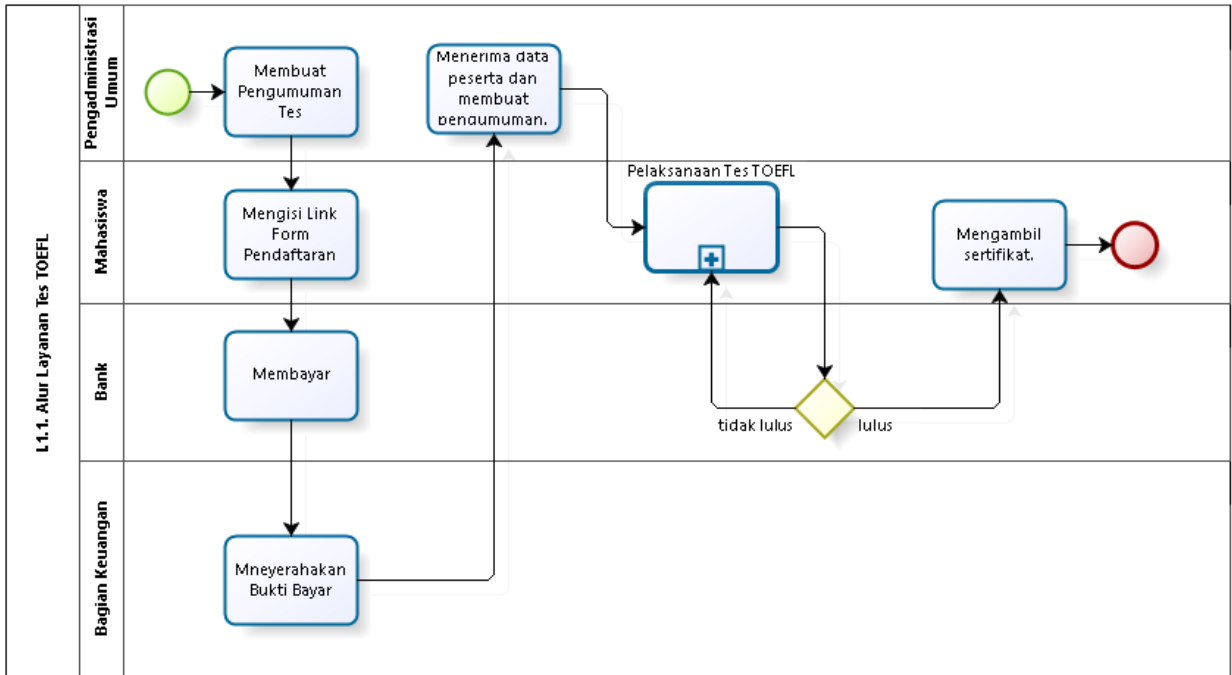 L1.1. Alur Layanan Tes TOEFL
Pengadministrasi
Umum
Membuat
Pengumuman
Tes
Menerima data
peserta dan
membuat
pengumuman.
Mahasiswa
Mengisi Link
Form
Pendaftaran
Pelaksanaan Tes TOEFL
Mengambil
sertifikat.
Bank
Membayar
tidak lulus
lulus
Bagian Keuangan
Mneyerahakan
Bukti Bayar